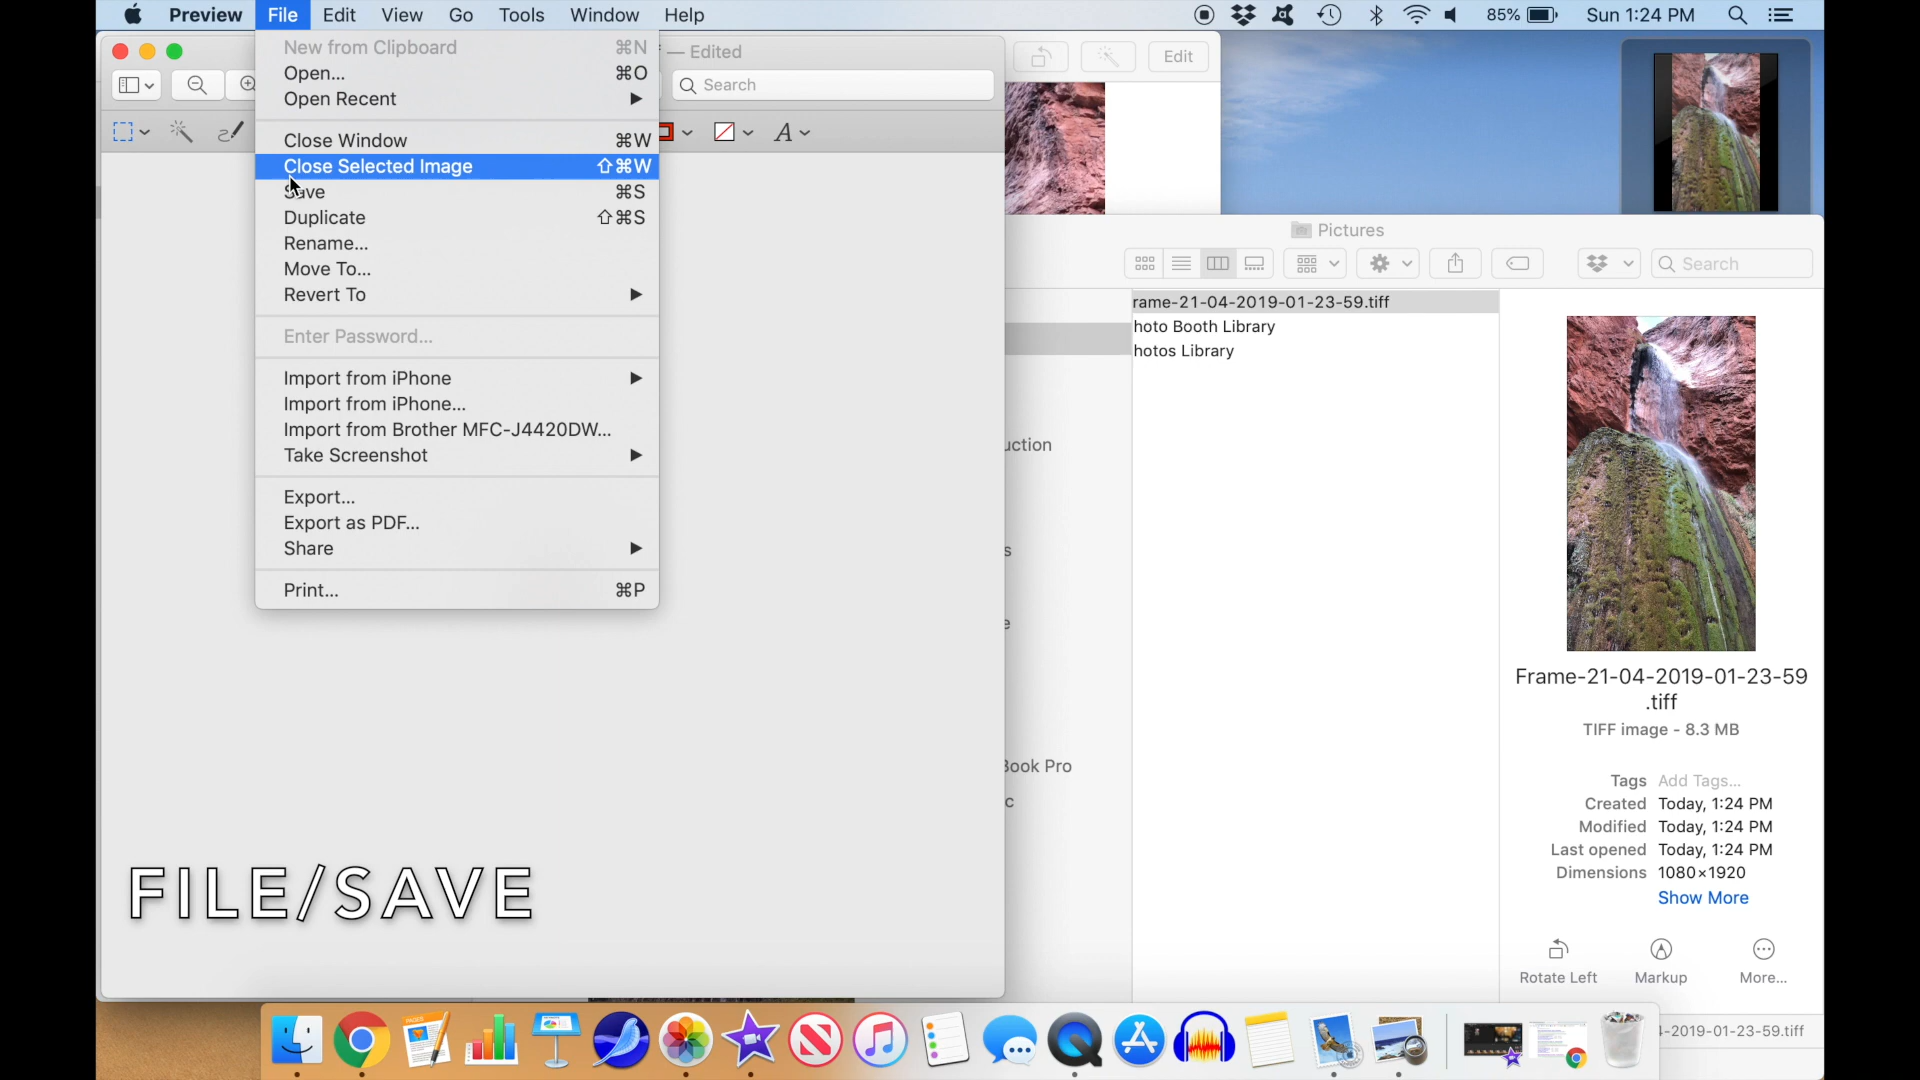 Preview File Edit View Go Tools Window Help 85% Sun 1:24 PM
— Edited
Search
Edit
New from Clipboard ⌘N
Open... ⌘O
Open Recent ▶
Close Window ⌘W
Close Selected Image ⇧⌘W
Save ⌘S
Duplicate ⇧⌘S
Rename...
Move To...
Revert To ▶
Enter Password...
Import from iPhone ▶
Import from iPhone...
Import from Brother MFC-J4420DW...
Take Screenshot ▶
Export...
Export as PDF...
Share ▶
Print... ⌘P
FILE/SAVE
Pictures
Search
rame-21-04-2019-01-23-59.tiff
hoto Booth Library
hotos Library
uction
s
e
Book Pro
c
Frame-21-04-2019-01-23-59
.tiff
TIFF image - 8.3 MB
Tags Add Tags...
Created Today, 1:24 PM
Modified Today, 1:24 PM
Last opened Today, 1:24 PM
Dimensions 1080×1920
Show More
Rotate Left Markup More...
-2019-01-23-59.tiff
PAGES